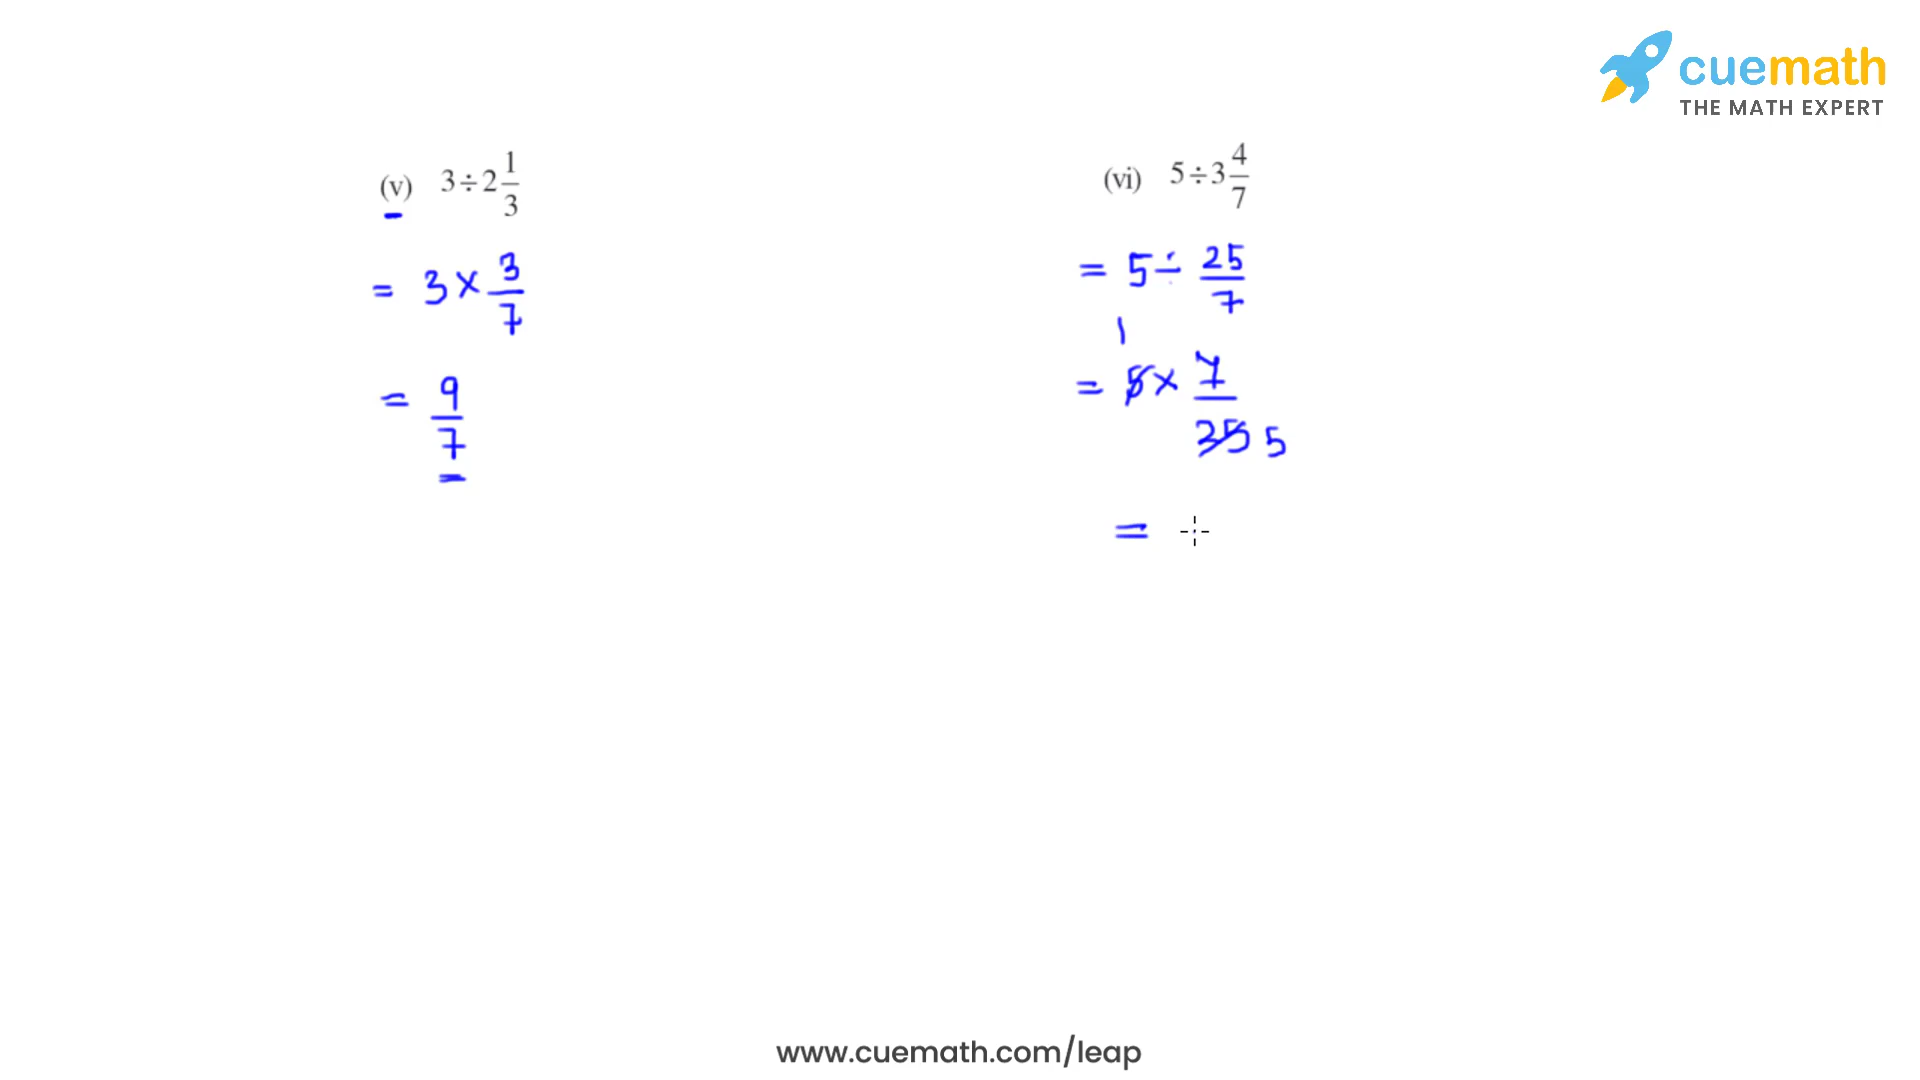 cuemath
THE MATH EXPERT
(v) 3 ÷ 2 1/3
= 3 × 3/7
= 9/7
(vi) 5 ÷ 3 4/7
= 5 ÷ 25/7
1
= 5 × 7/25 5
=
www.cuemath.com/leap